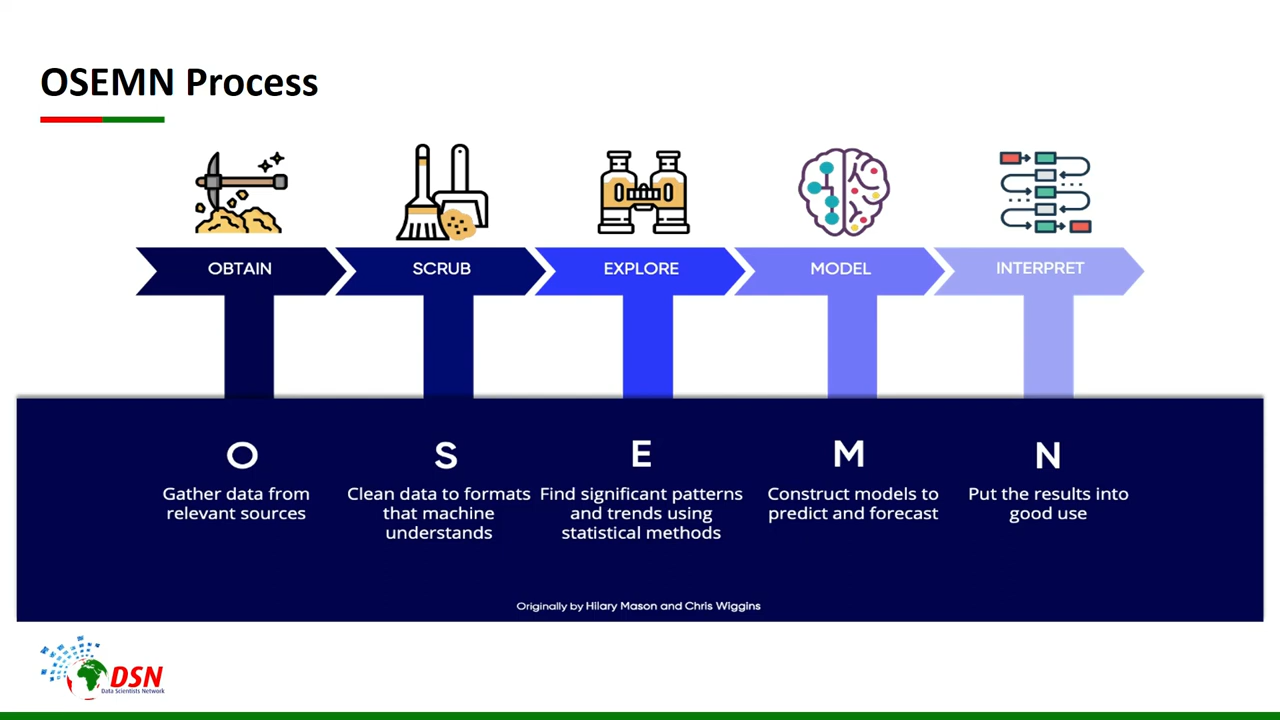 OSEMN Process
OBTAIN
SCRUB
EXPLORE
MODEL
INTERPRET
O
Gather data from
relevant sources
S
Clean data to formats
that machine
understands
E
Find significant patterns
and trends using
statistical methods
M
Construct models to
predict and forecast
N
Put the results into
good use
Originally by Hilary Mason and Chris Wiggins
DSN
Data Scientists Network